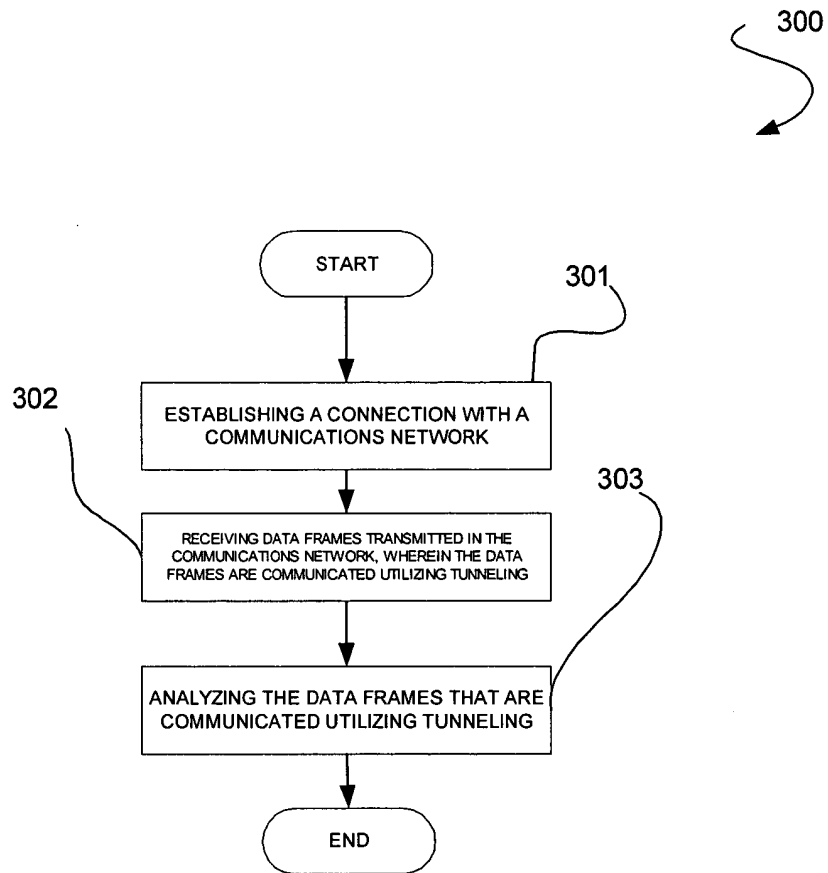 300
START
301
ESTABLISHING A CONNECTION WITH A
COMMUNICATIONS NETWORK
302
RECEIVING DATA FRAMES TRANSMITTED IN THE
COMMUNICATIONS NETWORK, WHEREIN THE DATA
FRAMES ARE COMMUNICATED UTILIZING TUNNELING
303
ANALYZING THE DATA FRAMES THAT ARE
COMMUNICATED UTILIZING TUNNELING
END